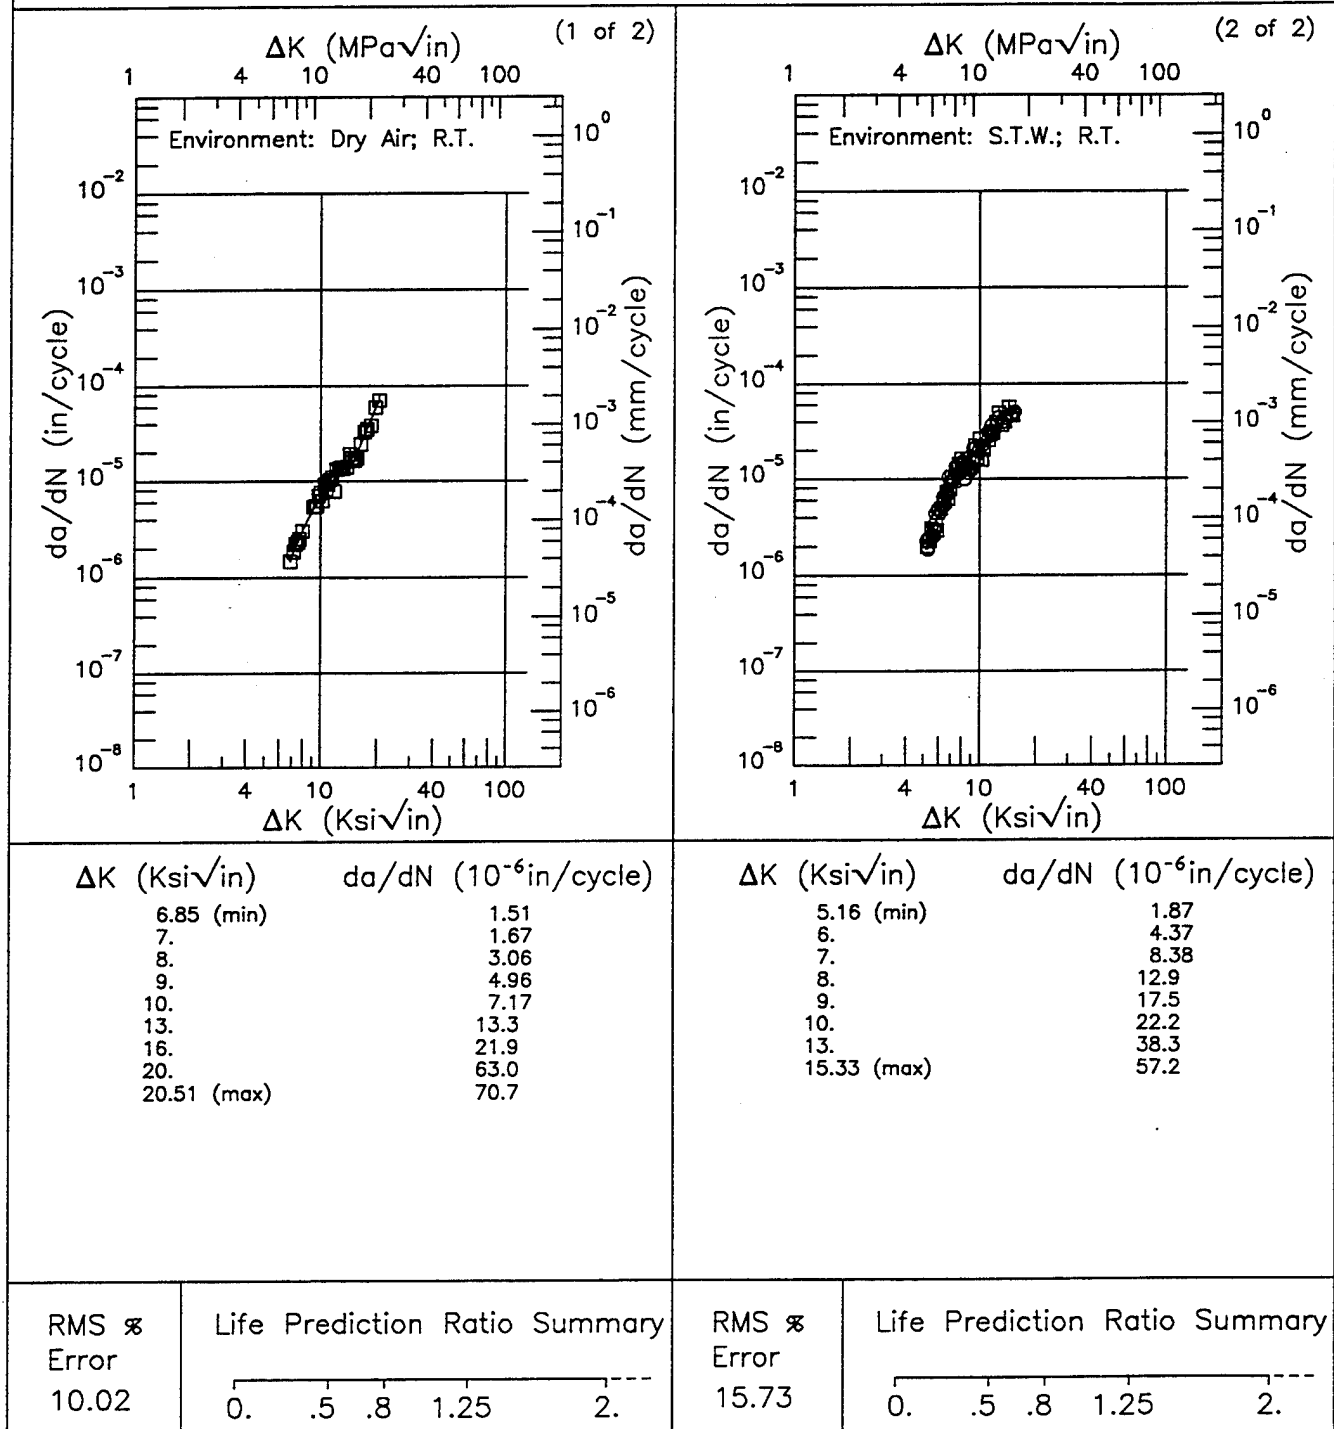 (1 of 2)
ΔK (MPa√in)
1 4 10 40 100
Environment: Dry Air; R.T.
da/dN (in/cycle)
10⁻²
10⁻³
10⁻⁴
10⁻⁵
10⁻⁶
10⁻⁷
10⁻⁸
da/dN (mm/cycle)
10⁰
10⁻¹
10⁻²
10⁻³
10⁻⁴
10⁻⁵
10⁻⁶
1 4 10 40 100
ΔK (Ksi√in)
ΔK (Ksi√in) da/dN (10⁻⁶in/cycle)
6.85 (min) 1.51
7. 1.67
8. 3.06
9. 4.96
10. 7.17
13. 13.3
16. 21.9
20. 63.0
20.51 (max) 70.7
RMS %
Error
10.02
Life Prediction Ratio Summary
0. .5 .8 1.25 2.
(2 of 2)
ΔK (MPa√in)
1 4 10 40 100
Environment: S.T.W.; R.T.
da/dN (in/cycle)
10⁻²
10⁻³
10⁻⁴
10⁻⁵
10⁻⁶
10⁻⁷
10⁻⁸
da/dN (mm/cycle)
10⁰
10⁻¹
10⁻²
10⁻³
10⁻⁴
10⁻⁵
10⁻⁶
1 4 10 40 100
ΔK (Ksi√in)
ΔK (Ksi√in) da/dN (10⁻⁶in/cycle)
5.16 (min) 1.87
6. 4.37
7. 8.38
8. 12.9
9. 17.5
10. 22.2
13. 38.3
15.33 (max) 57.2
RMS %
Error
15.73
Life Prediction Ratio Summary
0. .5 .8 1.25 2.